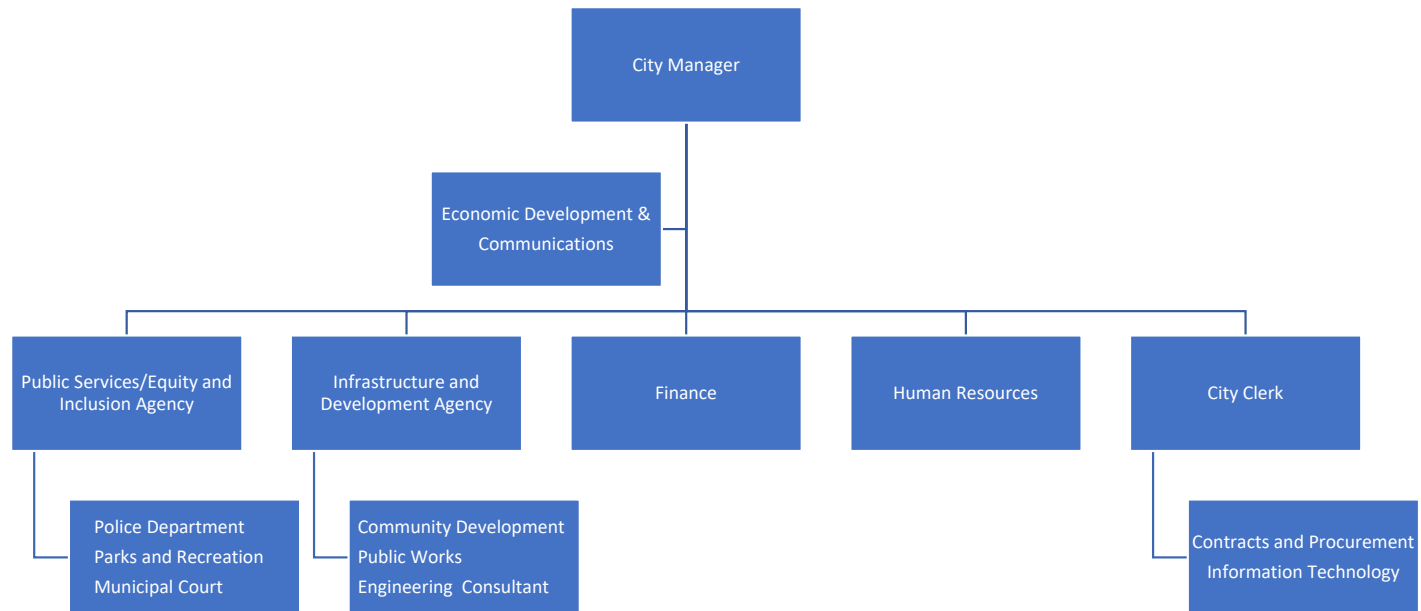 City Manager
Economic Development &
Communications
Public Services/Equity and
Inclusion Agency
Infrastructure and
Development Agency
Finance
Human Resources
City Clerk
Police Department
Parks and Recreation
Municipal Court
Community Development
Public Works
Engineering  Consultant
Contracts and Procurement
Information Technology